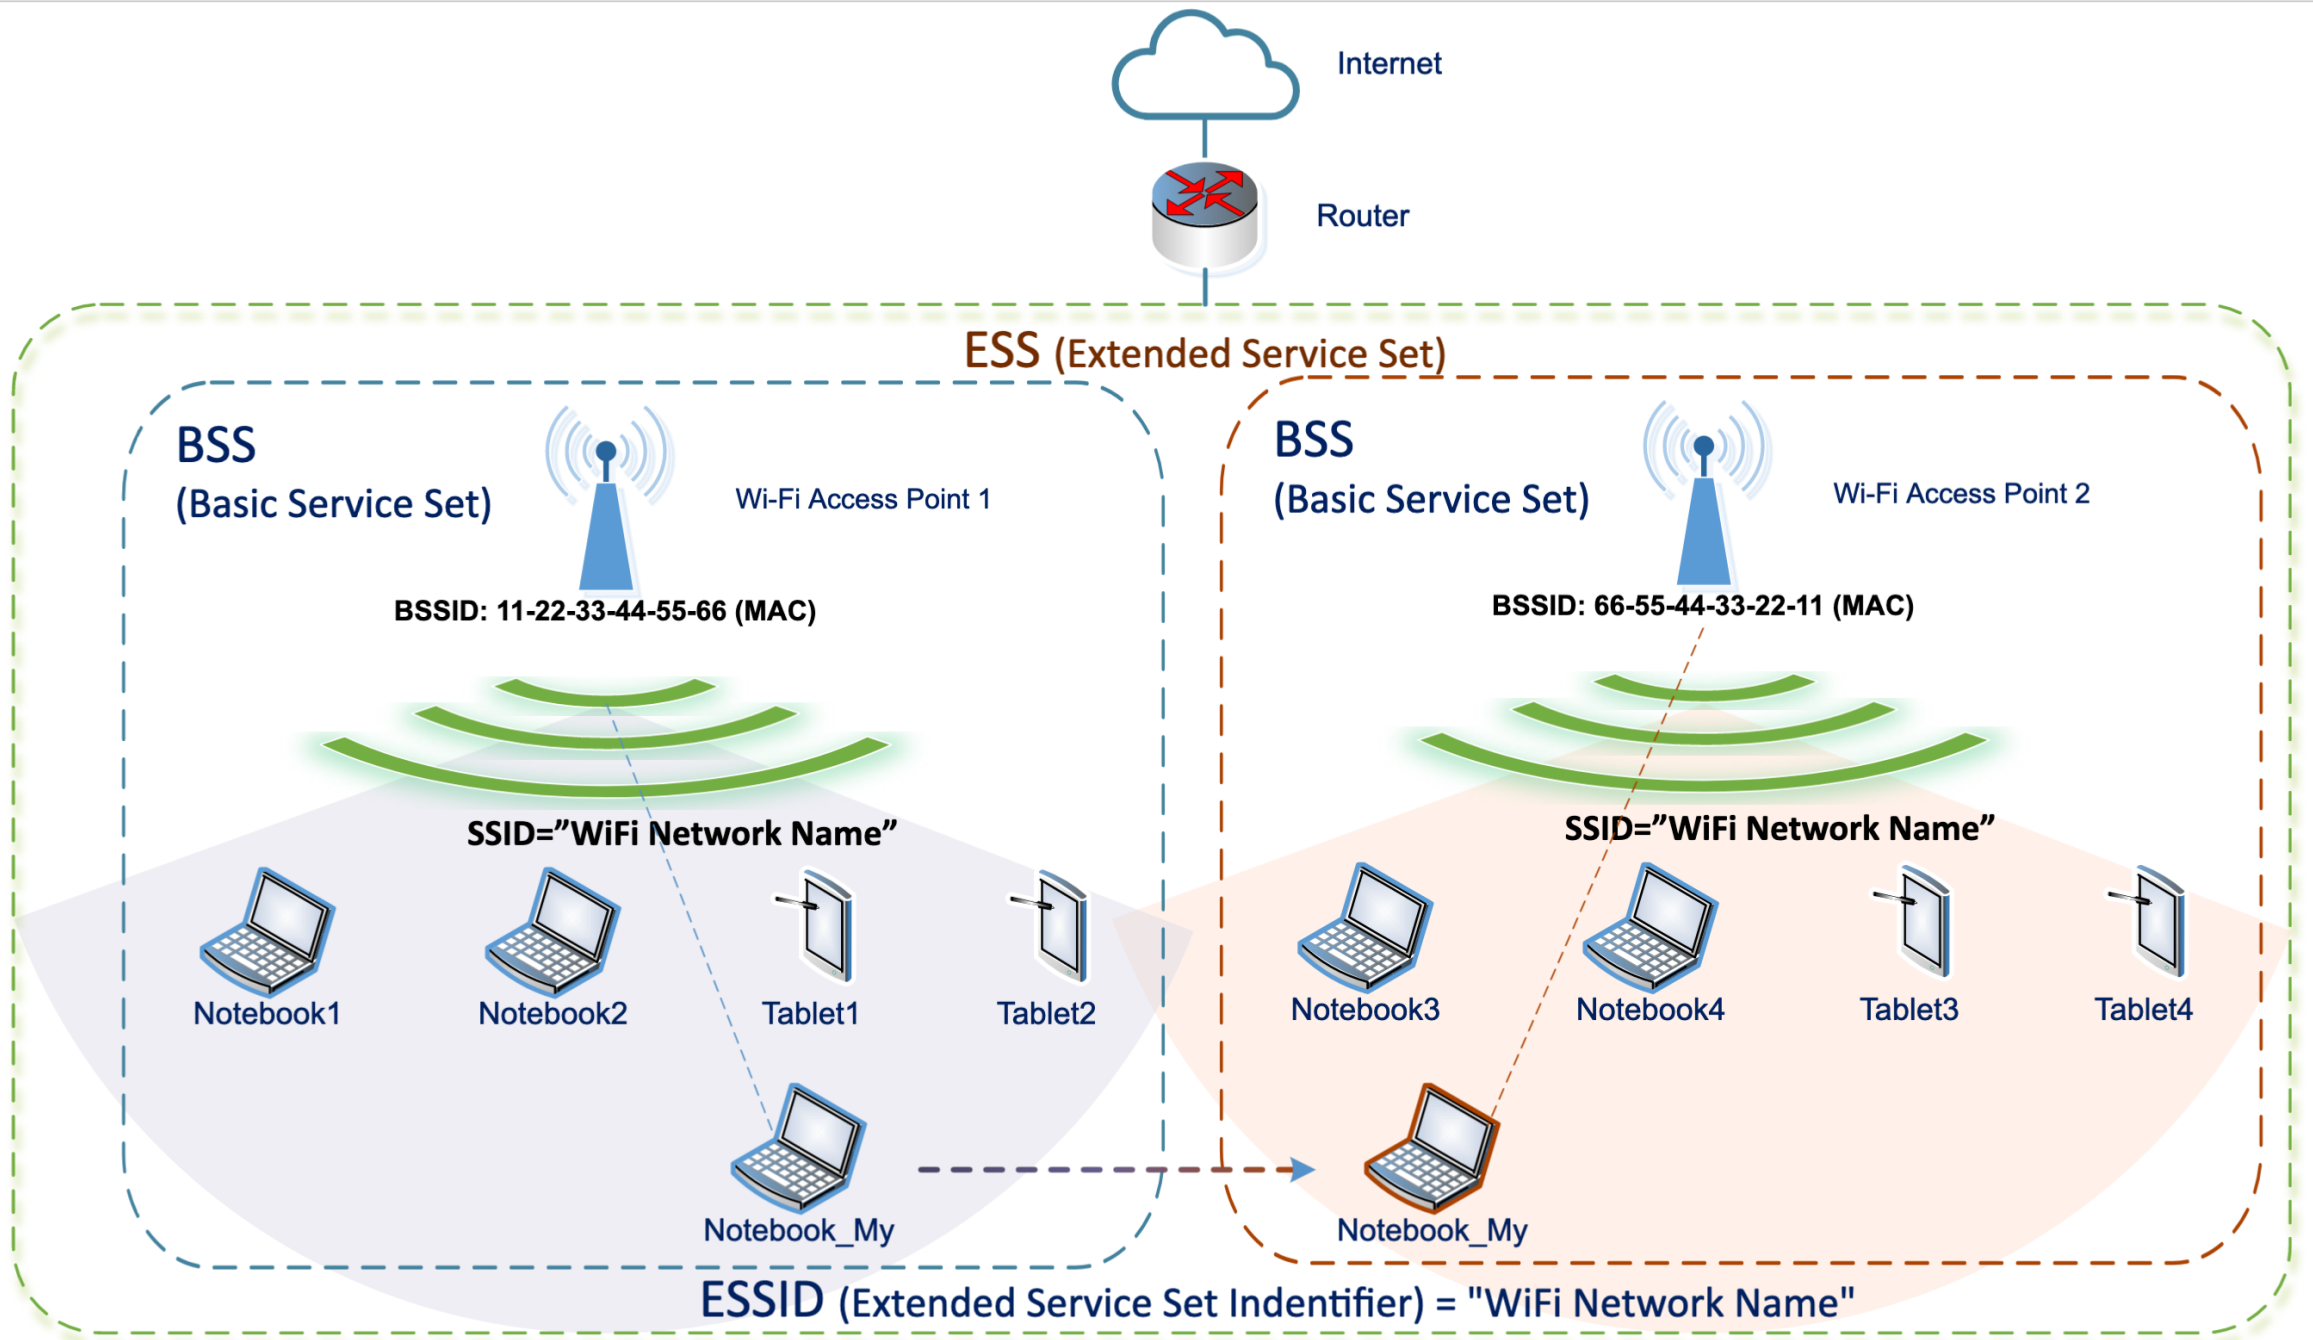 Internet
Router
ESS (Extended Service Set)
BSS
(Basic Service Set)
Wi-Fi Access Point 1
BSSID: 11-22-33-44-55-66 (MAC)
SSID=”WiFi Network Name”
Notebook1
Notebook2
Tablet1
Tablet2
Notebook_My
BSS
(Basic Service Set)
Wi-Fi Access Point 2
BSSID: 66-55-44-33-22-11 (MAC)
SSID=”WiFi Network Name”
Notebook3
Notebook4
Tablet3
Tablet4
Notebook_My
ESSID (Extended Service Set Indentifier) = "WiFi Network Name"